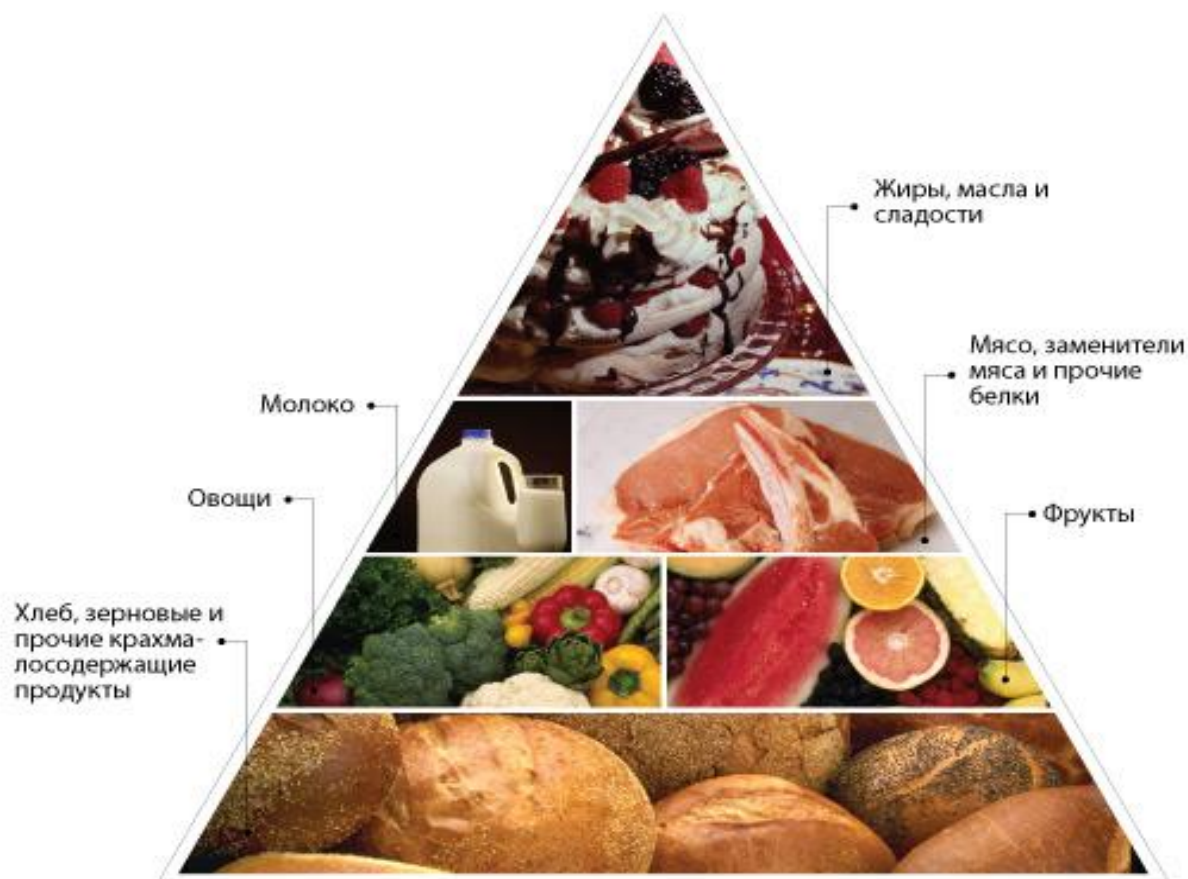 Жиры, масла и
сладости
Мясо, заменители
мяса и прочие
белки
Молоко
Овощи
Фрукты
Хлеб, зерновые и
прочие крахма-
лосодержащие
продукты